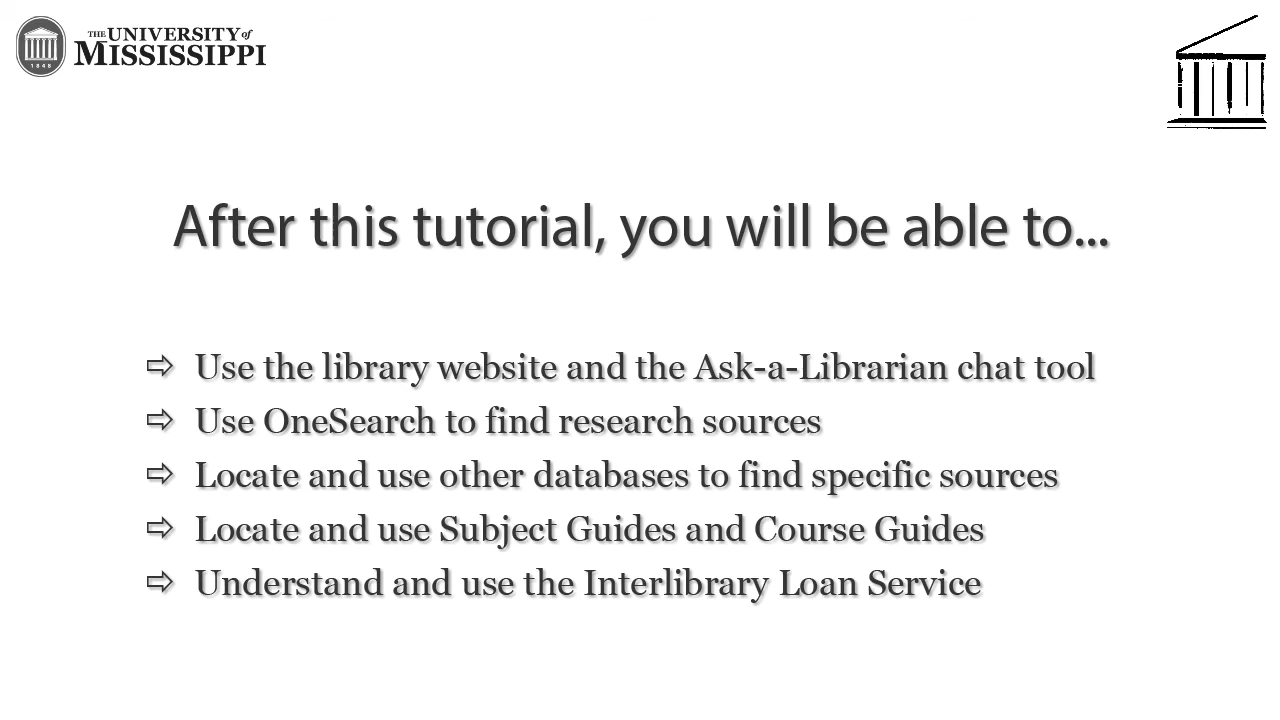 THE UNIVERSITY of
MISSISSIPPI
1848
After this tutorial, you will be able to...
⇨ Use the library website and the Ask-a-Librarian chat tool
⇨ Use OneSearch to find research sources
⇨ Locate and use other databases to find specific sources
⇨ Locate and use Subject Guides and Course Guides
⇨ Understand and use the Interlibrary Loan Service